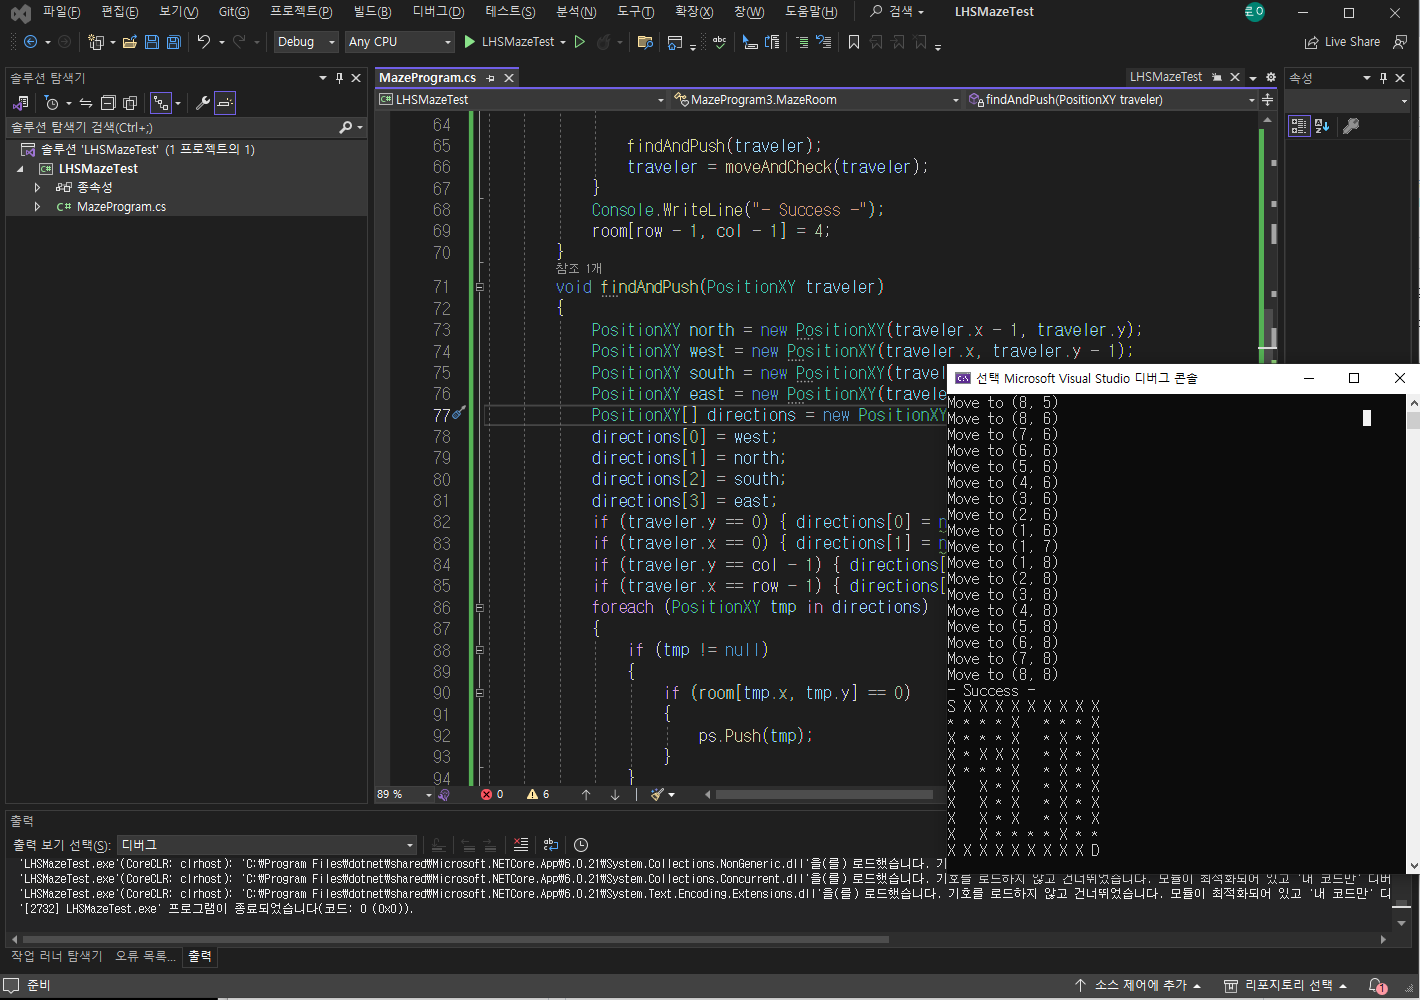 파일(F) 편집(E) 보기(V) Git(G) 프로젝트(P) 빌드(B) 디버그(D) 테스트(S) 분석(N) 도구(T) 확장(X) 창(W) 도움말(H) 검색 LHSMazeTest
Debug Any CPU LHSMazeTest Live Share
솔루션 탐색기
솔루션 탐색기 검색(Ctrl+;)
솔루션 'LHSMazeTest' (1 프로젝트의 1)
LHSMazeTest
종속성
C# MazeProgram.cs
MazeProgram.cs LHSMazeTest
C# LHSMazeTest MazeProgram3.MazeRoom findAndPush(PositionXY traveler)
속성
64
65 findAndPush(traveler);
66 traveler = moveAndCheck(traveler);
67 }
68 Console.WriteLine("- Success -");
69 room[row - 1, col - 1] = 4;
70 }
참조 1개
71 void findAndPush(PositionXY traveler)
72 {
73 PositionXY north = new PositionXY(traveler.x - 1, traveler.y);
74 PositionXY west = new PositionXY(traveler.x, traveler.y - 1);
75 PositionXY south = new PositionXY(travel
76 PositionXY east = new PositionXY(travele
77 PositionXY[] directions = new PositionXY
78 directions[0] = west;
79 directions[1] = north;
80 directions[2] = south;
81 directions[3] = east;
82 if (traveler.y == 0) { directions[0] = n
83 if (traveler.x == 0) { directions[1] = n
84 if (traveler.y == col - 1) { directions[
85 if (traveler.x == row - 1) { directions[
86 foreach (PositionXY tmp in directions)
87 {
88 if (tmp != null)
89 {
90 if (room[tmp.x, tmp.y] == 0)
91 {
92 ps.Push(tmp);
93 }
94 }
89 % 0 6
선택 Microsoft Visual Studio 디버그 콘솔
Move to (8, 5)
Move to (8, 6)
Move to (7, 6)
Move to (6, 6)
Move to (5, 6)
Move to (4, 6)
Move to (3, 6)
Move to (2, 6)
Move to (1, 6)
Move to (1, 7)
Move to (1, 8)
Move to (2, 8)
Move to (3, 8)
Move to (4, 8)
Move to (5, 8)
Move to (6, 8)
Move to (7, 8)
Move to (8, 8)
- Success -
S X X X X X X X X X
* * * * X   * * * X
X * * * X   * X * X
X * X X X   * X * X
X * * * X   * X * X
X   X * X   * X * X
X   X * X   * X * X
X   X * X   * X * X
X   X * * * * X * *
X X X X X X X X X D
출력
출력 보기 선택(S): 디버그
'LHSMazeTest.exe'(CoreCLR: clrhost): 'C:\Program Files\dotnet\shared\Microsoft.NETCore.App\6.0.21\System.Collections.NonGeneric.dll'을(를) 로드했습니다. 기
'LHSMazeTest.exe'(CoreCLR: clrhost): 'C:\Program Files\dotnet\shared\Microsoft.NETCore.App\6.0.21\System.Collections.Concurrent.dll'을(를) 로드했습니다. 기호를 로드하지 않고 건너뛰었습니다. 모듈이 최적화되어 있고 '내 코드만' 디버
'LHSMazeTest.exe'(CoreCLR: clrhost): 'C:\Program Files\dotnet\shared\Microsoft.NETCore.App\6.0.21\System.Text.Encoding.Extensions.dll'을(를) 로드했습니다. 기호를 로드하지 않고 건너뛰었습니다. 모듈이 최적화되어 있고 '내 코드만' 디
'[2732] LHSMazeTest.exe' 프로그램이 종료되었습니다(코드: 0 (0x0)).
작업 러너 탐색기 오류 목록... 출력
준비 소스 제어에 추가 리포지토리 선택 1